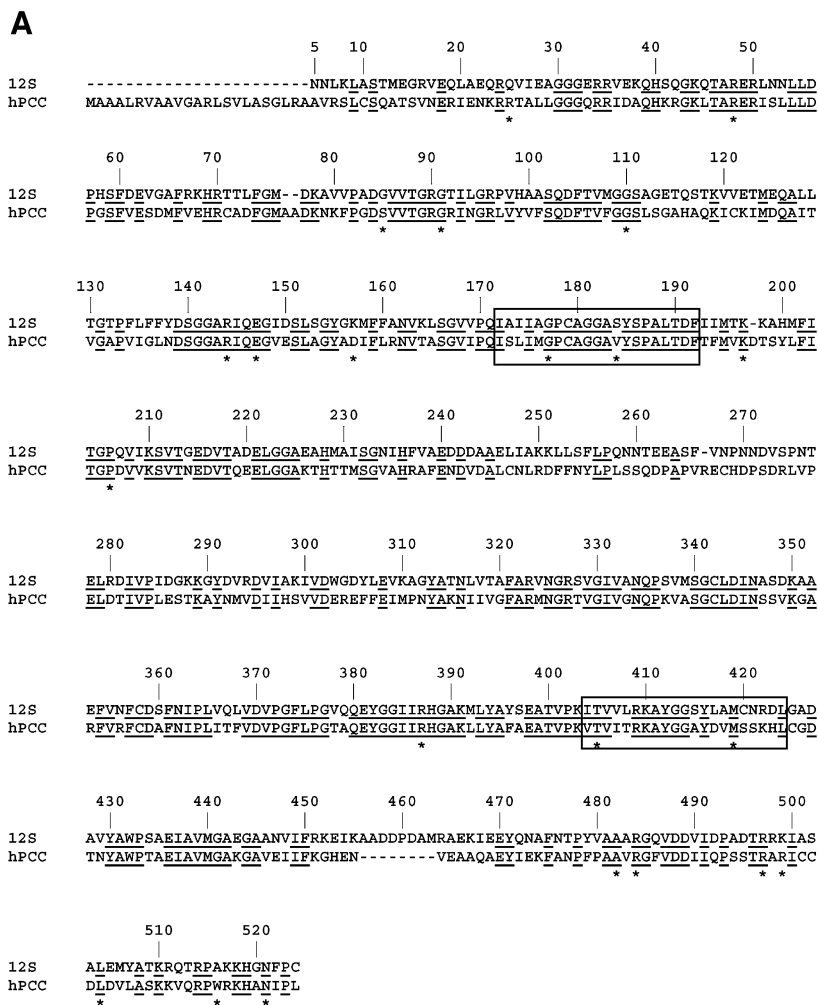 A
5 10 20 30 40 50
12S -----------------------NNLKLASTMEGRVEQLAEQRQVIEAGGGERRVEKQHSQGKQTARERLNNLLD
hPCC MAAALRVAAVGARLSVLASGLRAAVRSLCSQATSVNERIENKRRTALLGGGQRRIDAQHKRGKLTARERISLLLD
* *
60 70 80 90 100 110 120
12S PHSFDEVGAFRKHRTTLFGM--DKAVVPADGVVTGRGTILGRPVHAASQDFTVMGGSAGETQSTKVVETMEQALL
hPCC PGSFVESDMFVEHRCADFGMAADKNKFPGDSVVTGRGRINGRLVYVFSQDFTVFGGSLSGAHAQKICKIMDQAIT
* * *
130 140 150 160 170 180 190 200
12S TGTPFLFFYDSGGARIQEGIDSLSGYGKMFFANVKLSGVVPQIAIIAGPCAGGASYSPALTDFIIMTK-KAHMFI
hPCC VGAPVIGLNDSGGARIQEGVESLAGYADIFLRNVTASGVIPQISLIMGPCAGGAVYSPALTDFTFMVKDTSYLFI
* * * * * *
210 220 230 240 250 260 270
12S TGPQVIKSVTGEDVTADELGGAEAHMAISGNIHFVAEDDDAAELIAKKLLSFLPQNNTEEASF-VNPNNDVSPNT
hPCC TGPDVVKSVTNEDVTQEELGGAKTHTTMSGVAHRAFENDVDALCNLRDFFNYLPLSSQDPAPVRECHDPSDRLVP
*
280 290 300 310 320 330 340 350
12S ELRDIVPIDGKKGYDVRDVIAKIVDWGDYLEVKAGYATNLVTAFARVNGRSVGIVANQPSVMSGCLDINASDKAA
hPCC ELDTIVPLESTKAYNMVDIIHSVVDEREFFEIMPNYAKNIIVGFARMNGRTVGIVGNQPKVASGCLDINSSVKGA
360 370 380 390 400 410 420
12S EFVNFCDSFNIPLVQLVDVPGFLPGVQQEYGGIIRHGAKMLYAYSEATVPKITVVLRKAYGGSYLAMCNRDLGAD
hPCC RFVRFCDAFNIPLITFVDVPGFLPGTAQEYGGIIRHGAKLLYAFAEATVPKVTVITRKAYGGAYDVMSSKHLCGD
* * *
430 440 450 460 470 480 490 500
12S AVYAWPSAEIAVMGAEGAANVIFRKEIKAADDPDAMRAEKIEEYQNAFNTPYVAAARGQVDDVIDPADTRRKIAS
hPCC TNYAWPTAEIAVMGAKGAVEIIFKGHEN--------VEAAQAEYIEKFANPFPAAVRGFVDDIIQPSSTRARICC
* * * *
510 520
12S ALEMYATKRQTRPAKKHGNFPC
hPCC DLDVLASKKVQRPWRKHANIPL
* * *